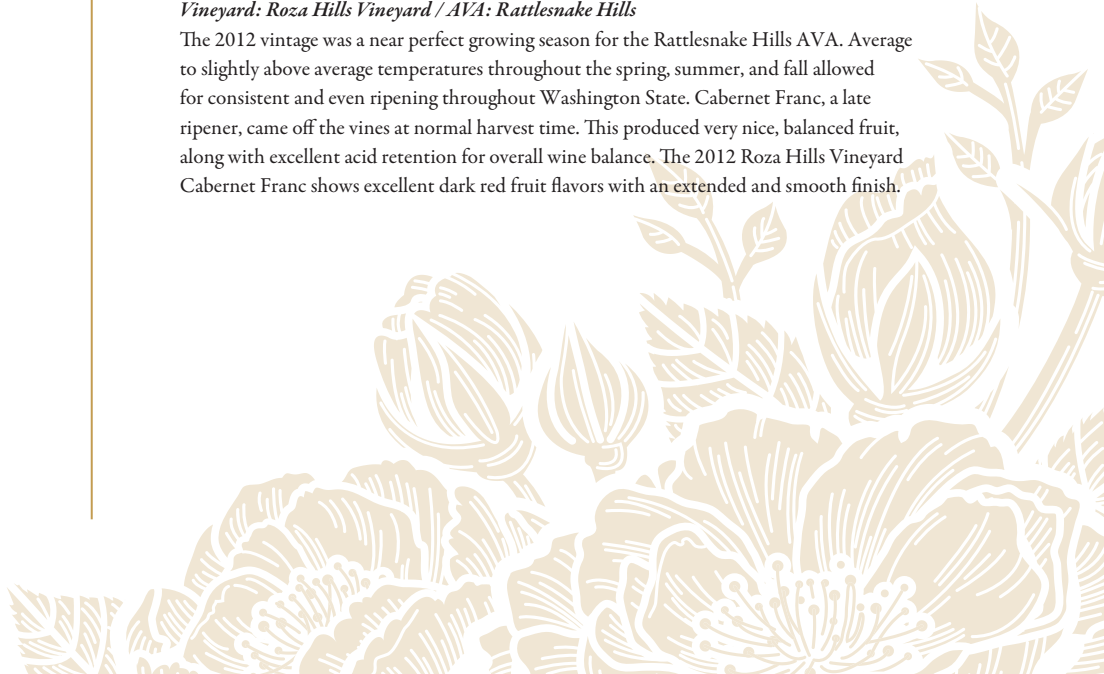 Vineyard: Roza Hills Vineyard / AVA: Rattlesnake Hills
The 2012 vintage was a near perfect growing season for the Rattlesnake Hills AVA. Average
to slightly above average temperatures throughout the spring, summer, and fall allowed
for consistent and even ripening throughout Washington State. Cabernet Franc, a late
ripener, came off the vines at normal harvest time. This produced very nice, balanced fruit,
along with excellent acid retention for overall wine balance. The 2012 Roza Hills Vineyard
Cabernet Franc shows excellent dark red fruit flavors with an extended and smooth finish.